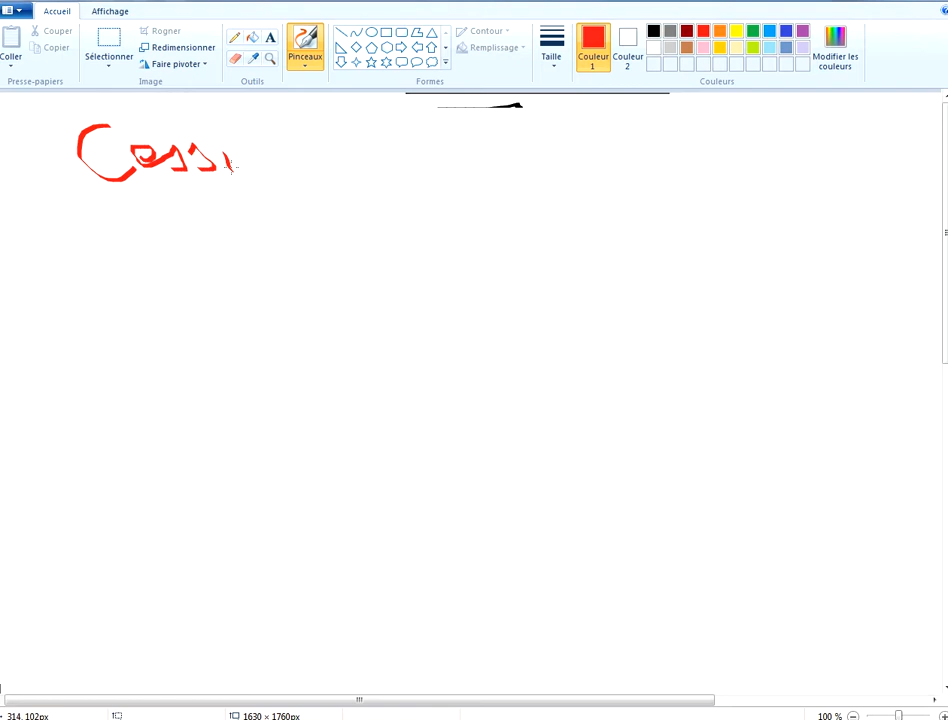 Accueil Affichage
Coller
Couper
Copier
Presse-papiers
Sélectionner
Rogner
Redimensionner
Faire pivoter
Image
A
Outils
Pinceaux
Contour
Remplissage
Formes
Taille
Couleur
1
Couleur
2
Modifier les
couleurs
Couleurs
Cess
314, 102px
1630 × 1760px
100 %